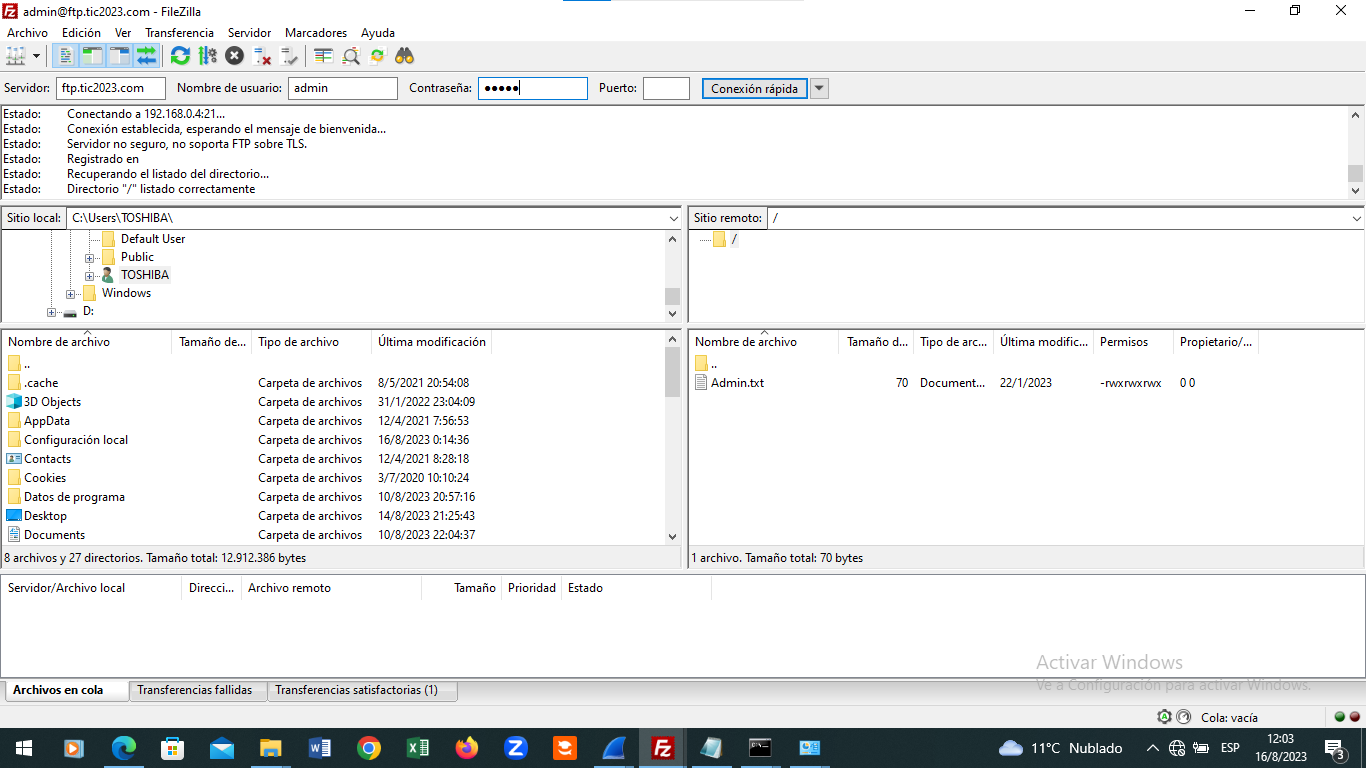 admin@ftp.tic2023.com - FileZilla
Archivo Edición Ver Transferencia Servidor Marcadores Ayuda
Servidor: ftp.tic2023.com Nombre de usuario: admin Contraseña: ●●●●● Puerto: Conexión rápida
Estado: Conectando a 192.168.0.4:21...
Estado: Conexión establecida, esperando el mensaje de bienvenida...
Estado: Servidor no seguro, no soporta FTP sobre TLS.
Estado: Registrado en
Estado: Recuperando el listado del directorio...
Estado: Directorio "/" listado correctamente
Sitio local: C:\Users\TOSHIBA\
Default User
Public
TOSHIBA
Windows
D:
Sitio remoto: /
/
Nombre de archivo Tamaño de... Tipo de archivo Última modificación
..
.cache Carpeta de archivos 8/5/2021 20:54:08
3D Objects Carpeta de archivos 31/1/2022 23:04:09
AppData Carpeta de archivos 12/4/2021 7:56:53
Configuración local Carpeta de archivos 16/8/2023 0:14:36
Contacts Carpeta de archivos 12/4/2021 8:28:18
Cookies Carpeta de archivos 3/7/2020 10:10:24
Datos de programa Carpeta de archivos 10/8/2023 20:57:16
Desktop Carpeta de archivos 14/8/2023 21:25:43
Documents Carpeta de archivos 10/8/2023 22:04:37
8 archivos y 27 directorios. Tamaño total: 12.912.386 bytes
Nombre de archivo Tamaño d... Tipo de arc... Última modific... Permisos Propietario/...
..
Admin.txt 70 Document... 22/1/2023 -rwxrwxrwx 0 0
1 archivo. Tamaño total: 70 bytes
Servidor/Archivo local Direcci... Archivo remoto Tamaño Prioridad Estado
Activar Windows
Ve a Configuración para activar Windows.
Archivos en cola Transferencias fallidas Transferencias satisfactorias (1)
Cola: vacía
11°C Nublado ESP 12:03
16/8/2023 3